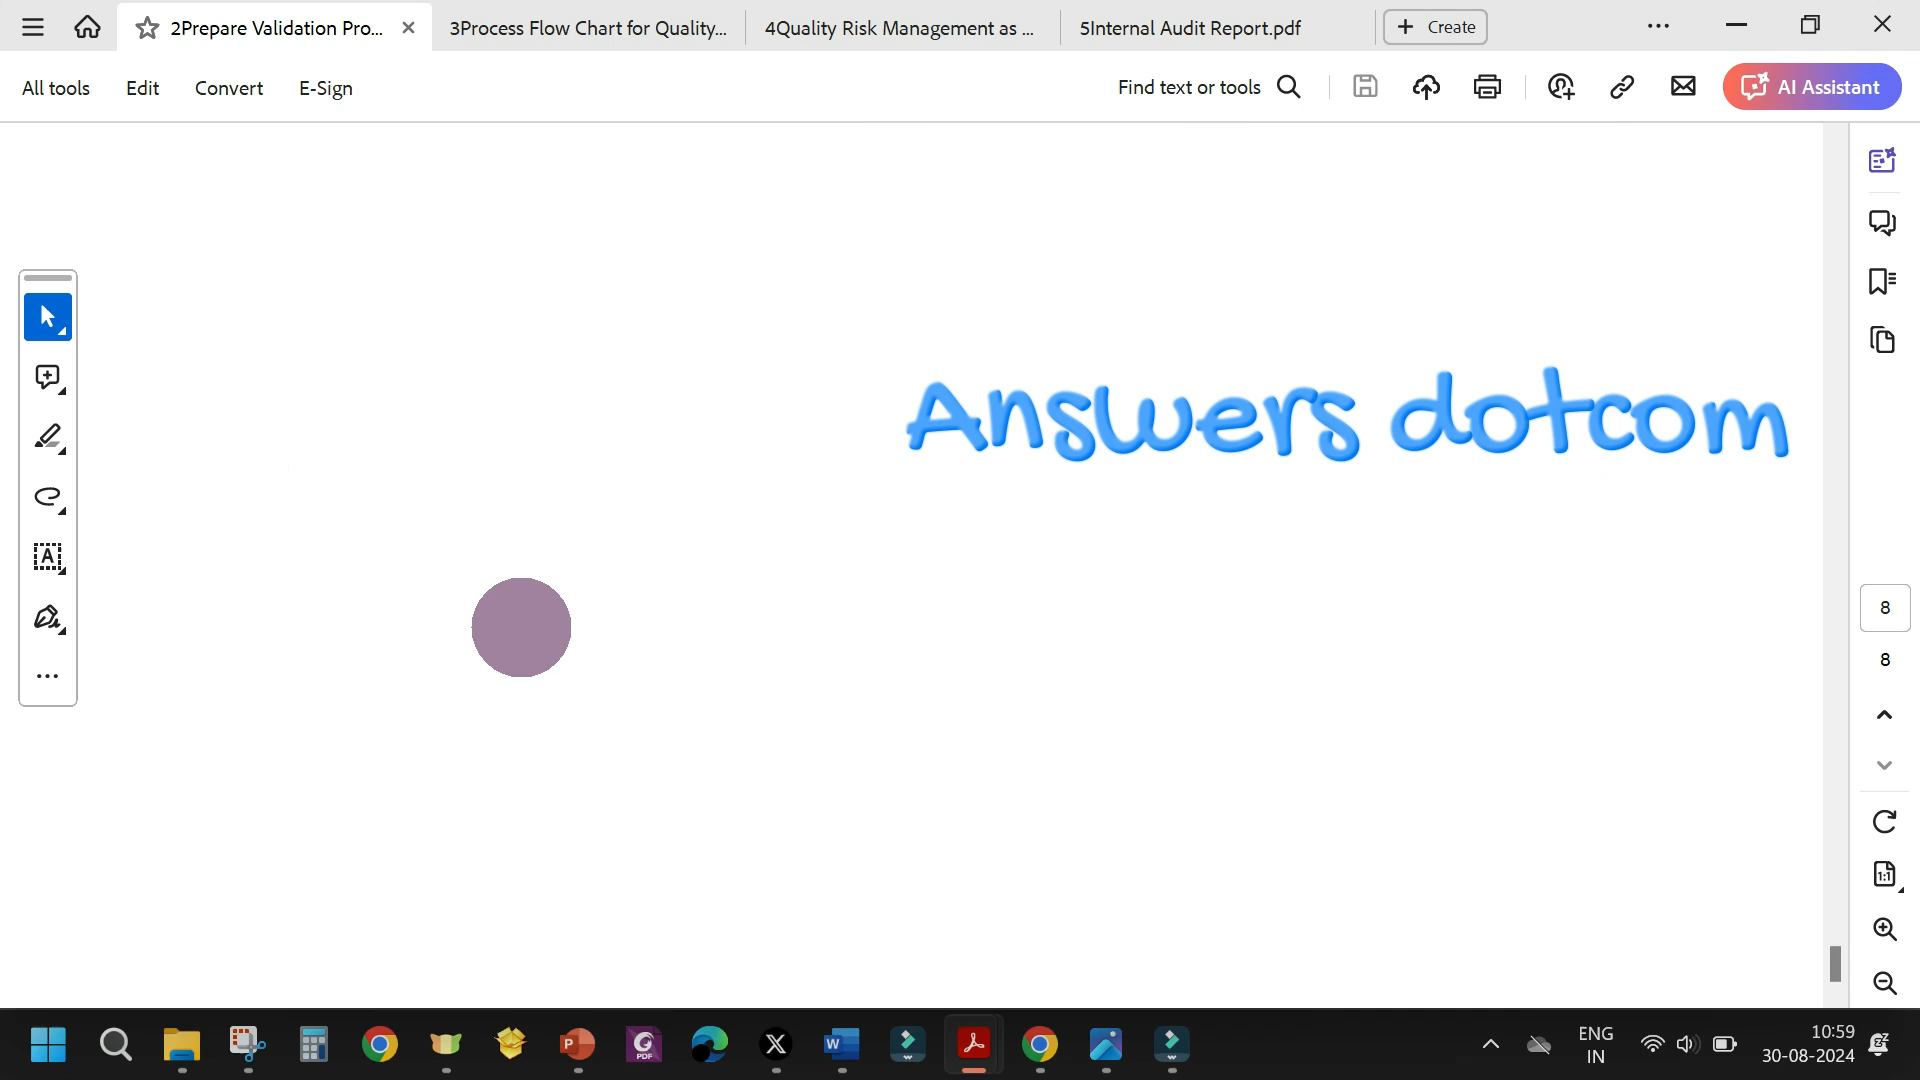 2Prepare Validation Pro...
3Process Flow Chart for Quality...
4Quality Risk Management as ...
5Internal Audit Report.pdf
Create
All tools
Edit
Convert
E-Sign
Find text or tools
AI Assistant
Answers dotcom
8
8
ENG
IN
10:59
30-08-2024